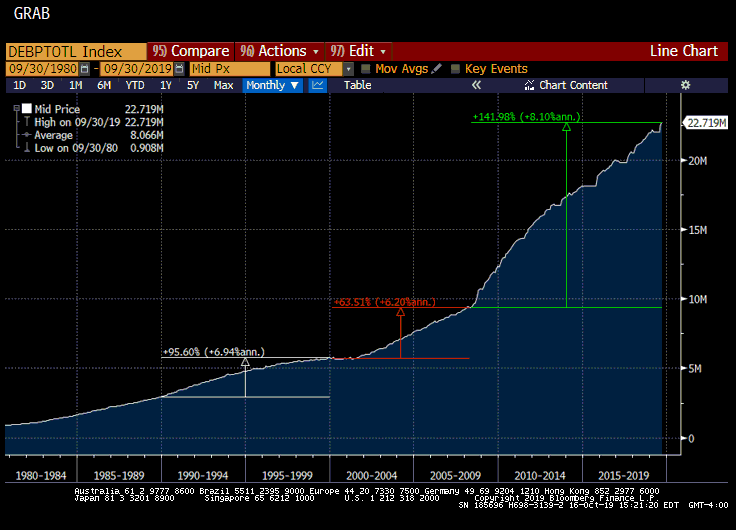 GRAB
DEBPTOTL Index 95) Compare 96) Actions 97) Edit Line Chart
09/30/1980 - 09/30/2019 Mid Px Local CCY Mov Avgs Key Events
1D 3D 1M 6M YTD 1Y 5Y Max Monthly ▼ Table « Chart Content
Mid Price 22.719M
High on 09/30/19 22.719M
Average 8.066M
Low on 09/30/80 0.908M
+141.98% (+8.10%ann.)
22.719M
20M
15M
+63.51% (+6.20%ann.)
10M
+95.60% (+6.94%ann.)
5M
0
1980-1984 1985-1989 1990-1994 1995-1999 2000-2004 2005-2009 2010-2014 2015-2019
Australia 61 2 9777 8600 Brazil 5511 2395 9000 Europe 44 20 7330 7500 Germany 49 69 9204 1210 Hong Kong 852 2977 6000
Japan 81 3 3201 8900 Singapore 65 6212 1000 U.S. 1 212 318 2000 Copyright 2019 Bloomberg Finance L.P.
SN 185696 H698-3139-2 16-Oct-19 15:21:20 EDT GMT-4:00